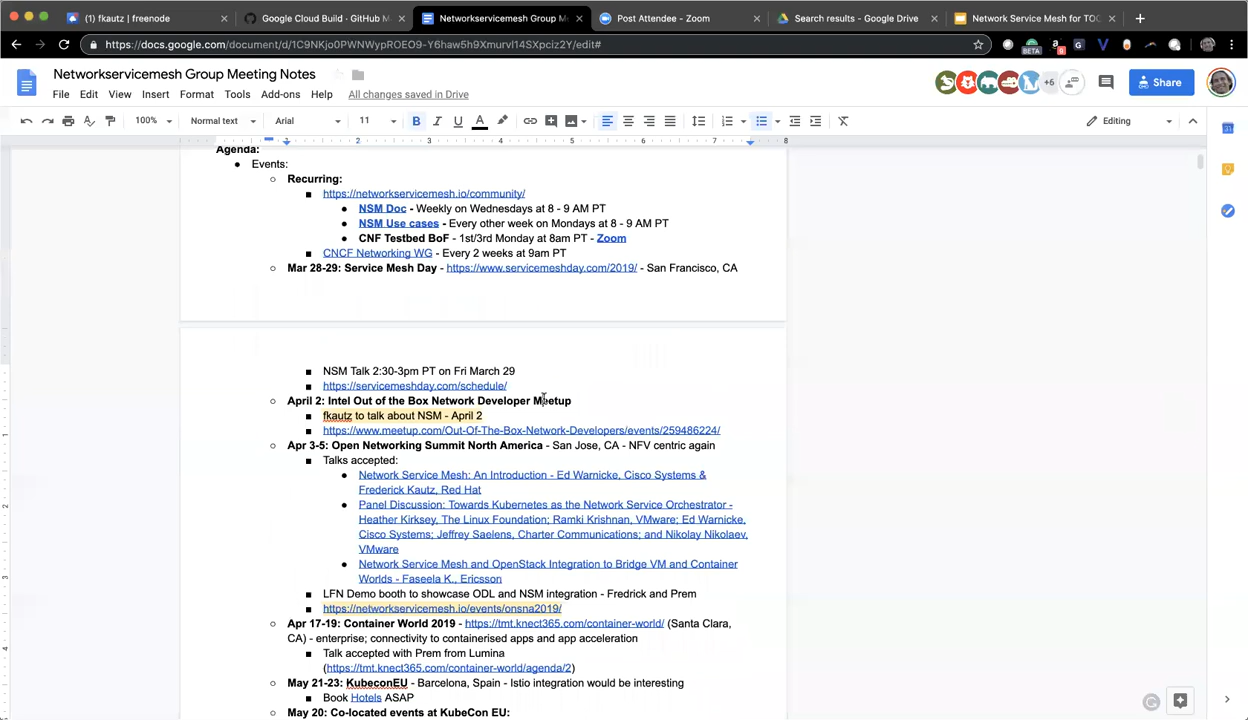 (1) fkautz | freenode
Google Cloud Build · GitHub M
Networkservicemesh Group M
Post Attendee - Zoom
Search results - Google Drive
Network Service Mesh for TOC
https://docs.google.com/document/d/1C9NKjo0PWNWypROEO9-Y6haw5h9Xmurvl14SXpciz2Y/edit#
BETA
Networkservicemesh Group Meeting Notes
File Edit View Insert Format Tools Add-ons Help All changes saved in Drive
+6
Share
100% Normal text Arial 11 B I U A Editing
1 2 3 4 5 6 7 8
Agenda:
● Events:
○ Recurring:
■ https://networkservicemesh.io/community/
● NSM Doc - Weekly on Wednesdays at 8 - 9 AM PT
● NSM Use cases - Every other week on Mondays at 8 - 9 AM PT
● CNF Testbed BoF - 1st/3rd Monday at 8am PT - Zoom
■ CNCF Networking WG - Every 2 weeks at 9am PT
○ Mar 28-29: Service Mesh Day - https://www.servicemeshday.com/2019/ - San Francisco, CA
■ NSM Talk 2:30-3pm PT on Fri March 29
■ https://servicemeshday.com/schedule/
○ April 2: Intel Out of the Box Network Developer Meetup
■ fkautz to talk about NSM - April 2
■ https://www.meetup.com/Out-Of-The-Box-Network-Developers/events/259486224/
○ Apr 3-5: Open Networking Summit North America - San Jose, CA - NFV centric again
■ Talks accepted:
● Network Service Mesh: An Introduction - Ed Warnicke, Cisco Systems &
Frederick Kautz, Red Hat
● Panel Discussion: Towards Kubernetes as the Network Service Orchestrator -
Heather Kirksey, The Linux Foundation; Ramki Krishnan, VMware; Ed Warnicke,
Cisco Systems; Jeffrey Saelens, Charter Communications; and Nikolay Nikolaev,
VMware
● Network Service Mesh and OpenStack Integration to Bridge VM and Container
Worlds - Faseela K., Ericsson
■ LFN Demo booth to showcase ODL and NSM integration - Fredrick and Prem
■ https://networkservicemesh.io/events/onsna2019/
○ Apr 17-19: Container World 2019 - https://tmt.knect365.com/container-world/ (Santa Clara,
CA) - enterprise; connectivity to containerised apps and app acceleration
■ Talk accepted with Prem from Lumina
(https://tmt.knect365.com/container-world/agenda/2)
○ May 21-23: KubeconEU - Barcelona, Spain - Istio integration would be interesting
■ Book Hotels ASAP
○ May 20: Co-located events at KubeCon EU: